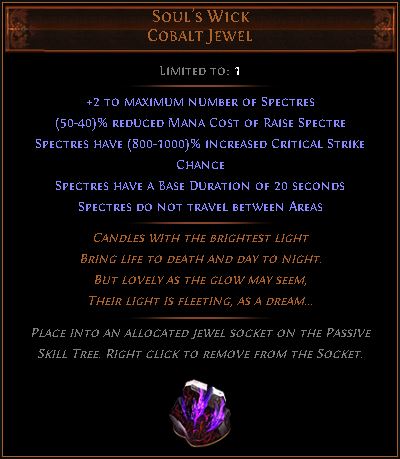 Soul's Wick
Cobalt Jewel
Limited to: 1
+2 to maximum number of Spectres
(50-40)% reduced Mana Cost of Raise Spectre
Spectres have (800-1000)% increased Critical Strike
Chance
Spectres have a Base Duration of 20 seconds
Spectres do not travel between Areas
Candles with the brightest light
Bring life to death and day to night.
But lovely as the glow may seem,
Their light is fleeting, as a dream...
Place into an allocated jewel socket on the Passive
Skill Tree. Right click to remove from the Socket.